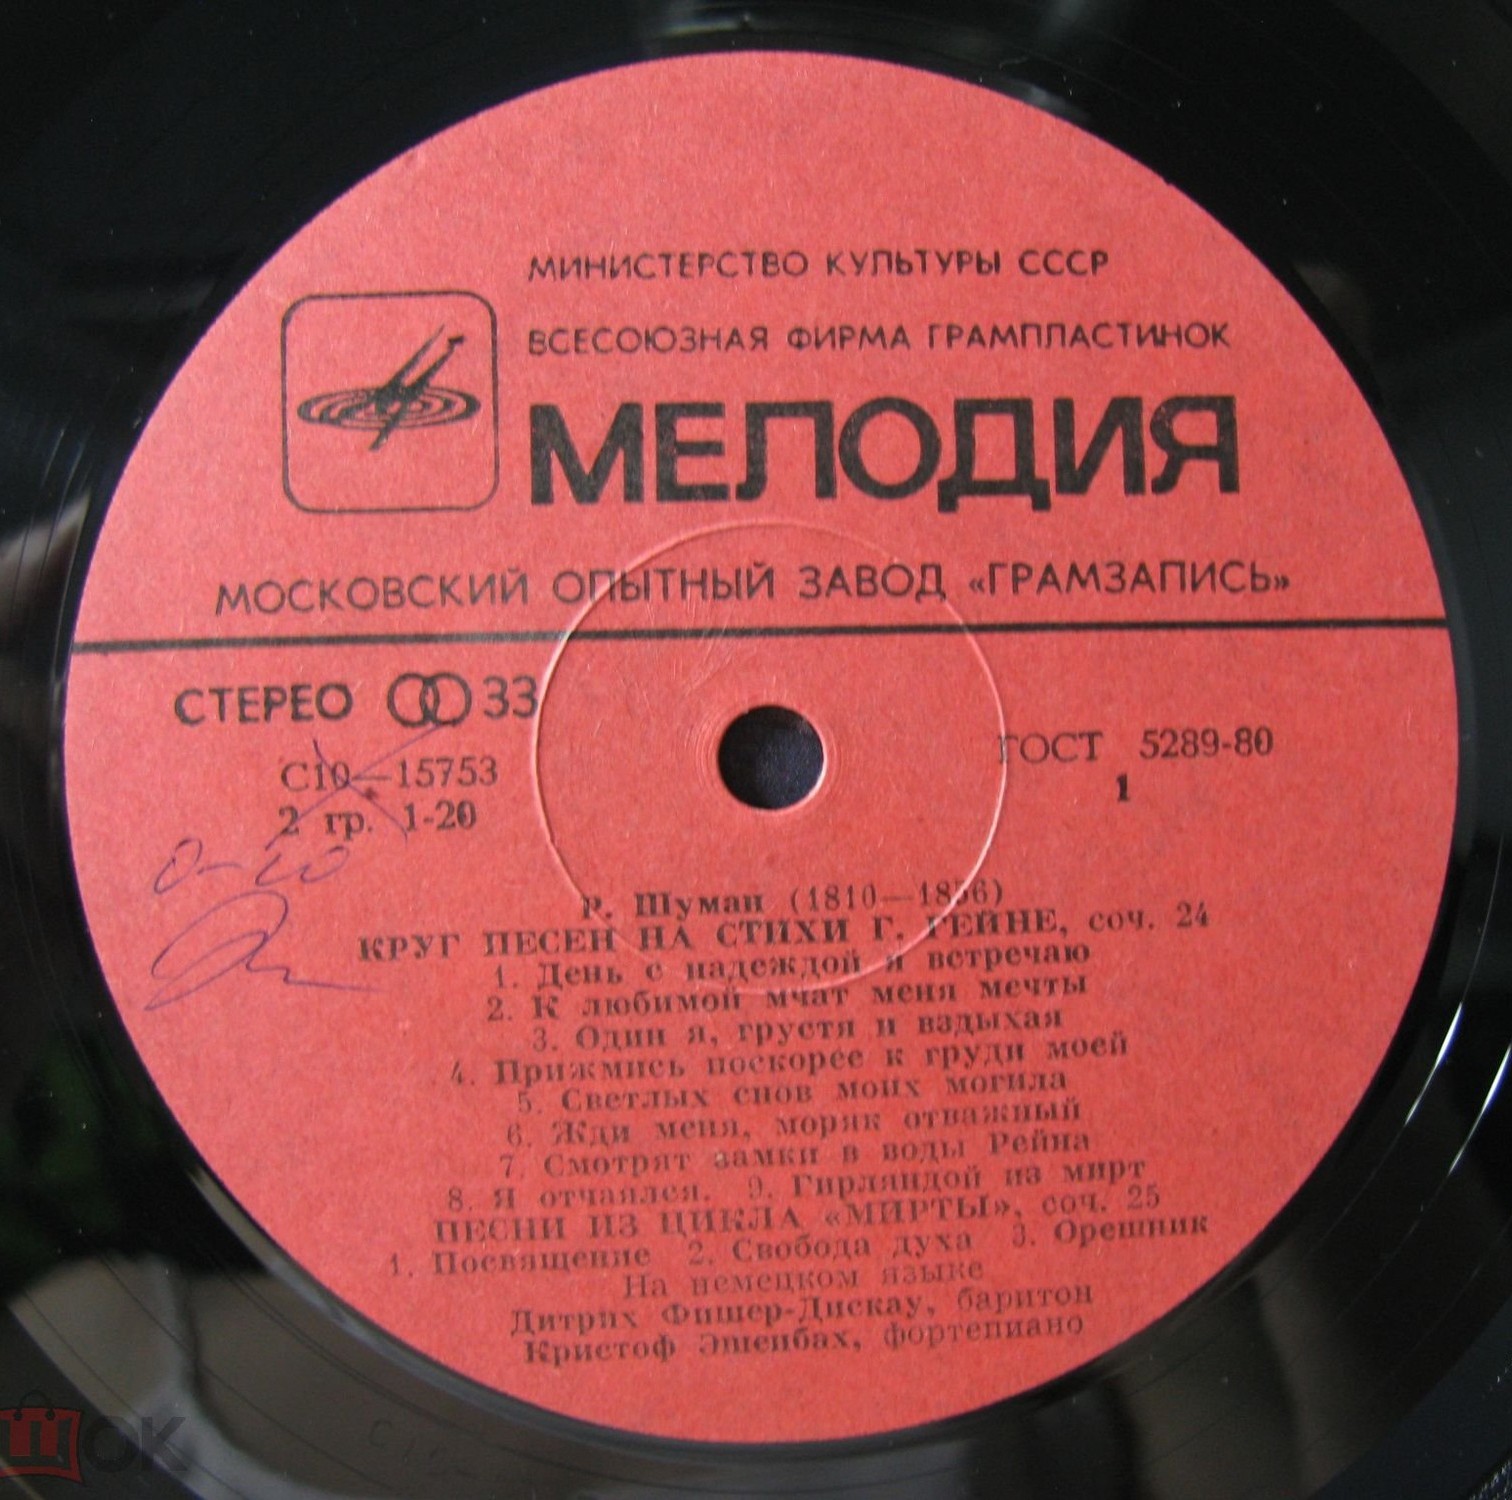 МИНИСТЕРСТВО КУЛЬТУРЫ СССР
ВСЕСОЮЗНАЯ ФИРМА ГРАМПЛАСТИНОК
МЕЛОДИЯ
МОСКОВСКИЙ ОПЫТНЫЙ ЗАВОД «ГРАМЗАПИСЬ»
СТЕРЕО 33
ГОСТ 5289-80
С10—15753
1
2 гр. 1-20
0-20
Р. Шуман (1810—1856)
КРУГ ПЕСЕН НА СТИХИ Г. ГЕЙНЕ, соч. 24
1. День с надеждой я встречаю
2. К любимой мчат меня мечты
3. Один я, грустя и вздыхая
4. Прижмись поскорее к груди моей
5. Светлых снов моих могила
6. Жди меня, моряк отважный
7. Смотрят замки в воды Рейна
8. Я отчаялся. 9. Гирляндой из мирт
ПЕСНИ ИЗ ЦИКЛА «МИРТЫ», соч. 25
1. Посвящение 2. Свобода духа 3. Орешник
На немецком языке
Дитрих Фишер-Дискау, баритон
Кристоф Эшенбах, фортепиано